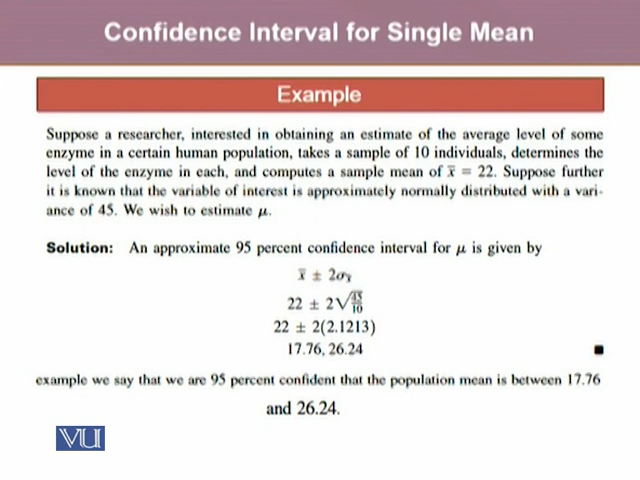 Confidence Interval for Single Mean
Example
Suppose a researcher, interested in obtaining an estimate of the average level of some
enzyme in a certain human population, takes a sample of 10 individuals, determines the
level of the enzyme in each, and computes a sample mean of x̄ = 22. Suppose further
it is known that the variable of interest is approximately normally distributed with a vari-
ance of 45. We wish to estimate μ.
Solution: An approximate 95 percent confidence interval for μ is given by
x̄ ± 2σx̄
22 ± 2√(45/10)
22 ± 2(2.1213)
17.76, 26.24
example we say that we are 95 percent confident that the population mean is between 17.76
and 26.24.
VU